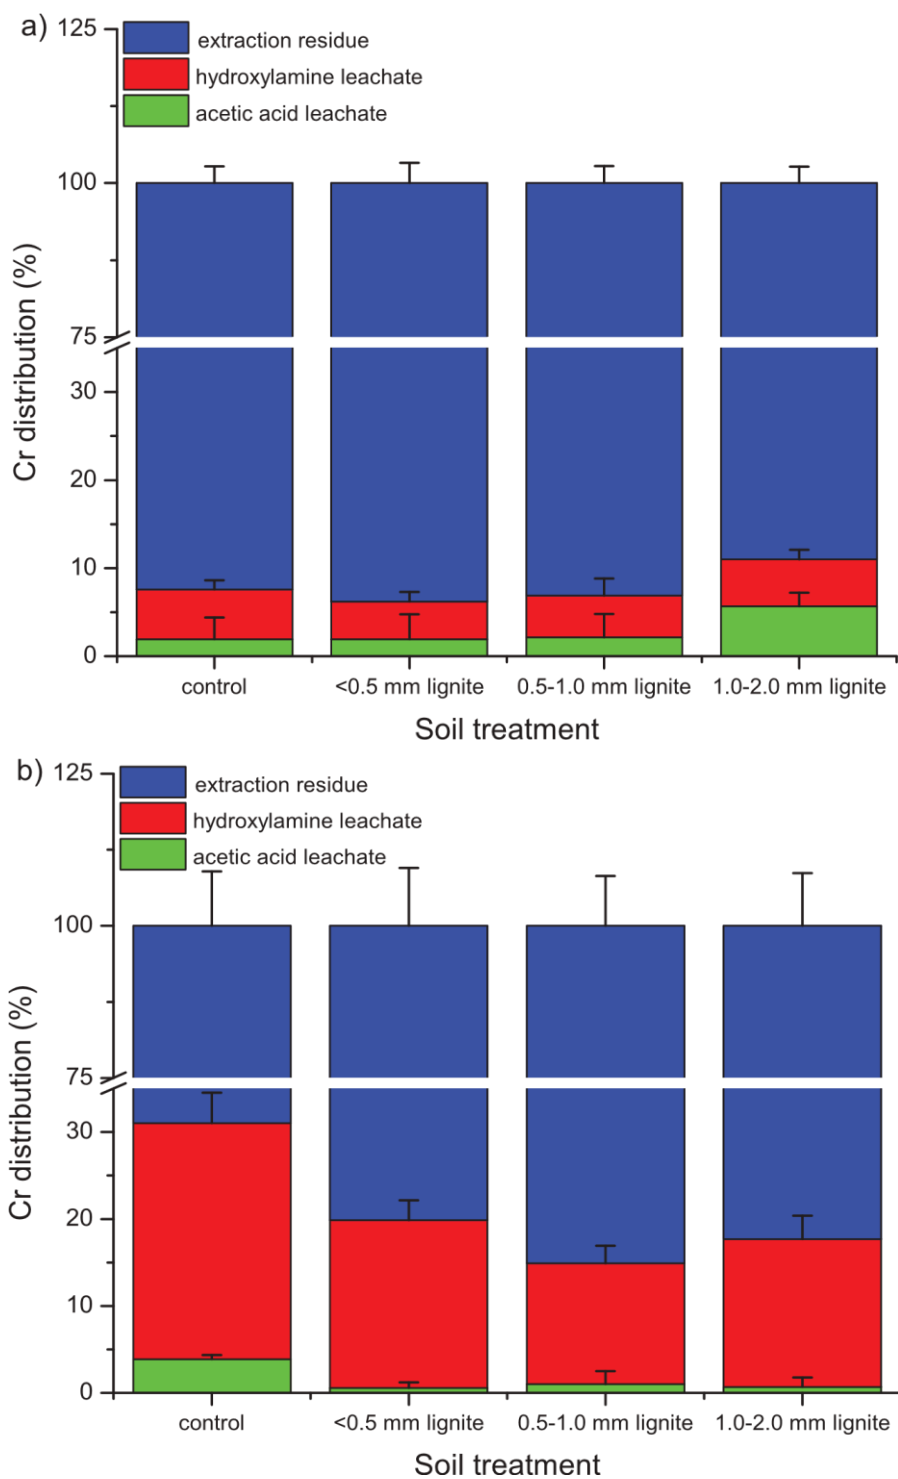 a)
125
extraction residue
hydroxylamine leachate
acetic acid leachate
100
75
30
20
10
0
Cr distribution (%)
control
<0.5 mm lignite
0.5-1.0 mm lignite
1.0-2.0 mm lignite
Soil treatment
b)
125
extraction residue
hydroxylamine leachate
acetic acid leachate
100
75
30
20
10
0
Cr distribution (%)
control
<0.5 mm lignite
0.5-1.0 mm lignite
1.0-2.0 mm lignite
Soil treatment